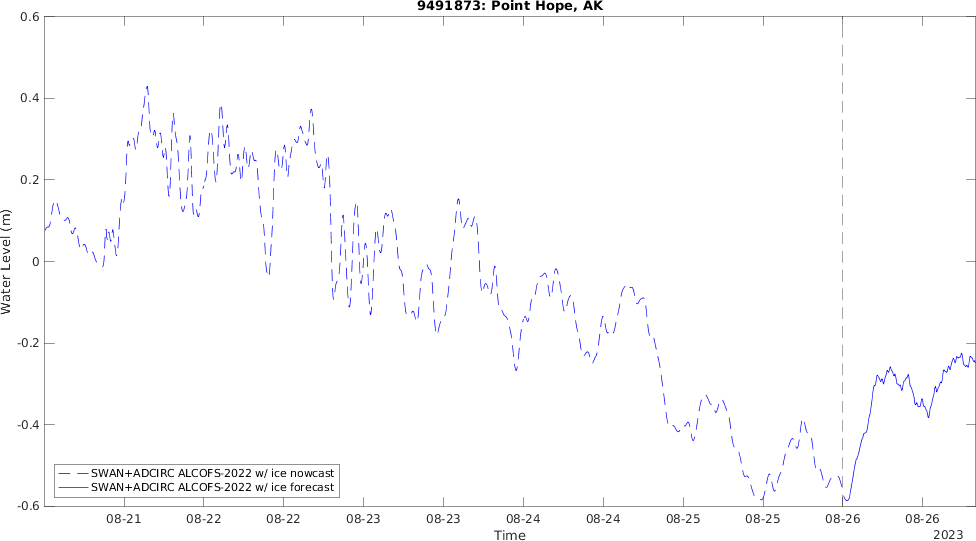 9491873: Point Hope, AK
0.6
0.4
0.2
0
-0.2
-0.4
-0.6
Water Level (m)
SWAN+ADCIRC ALCOFS-2022 w/ ice nowcast
SWAN+ADCIRC ALCOFS-2022 w/ ice forecast
08-21 08-22 08-22 08-23 08-23 08-24 08-24 08-25 08-25 08-26 08-26
Time
2023